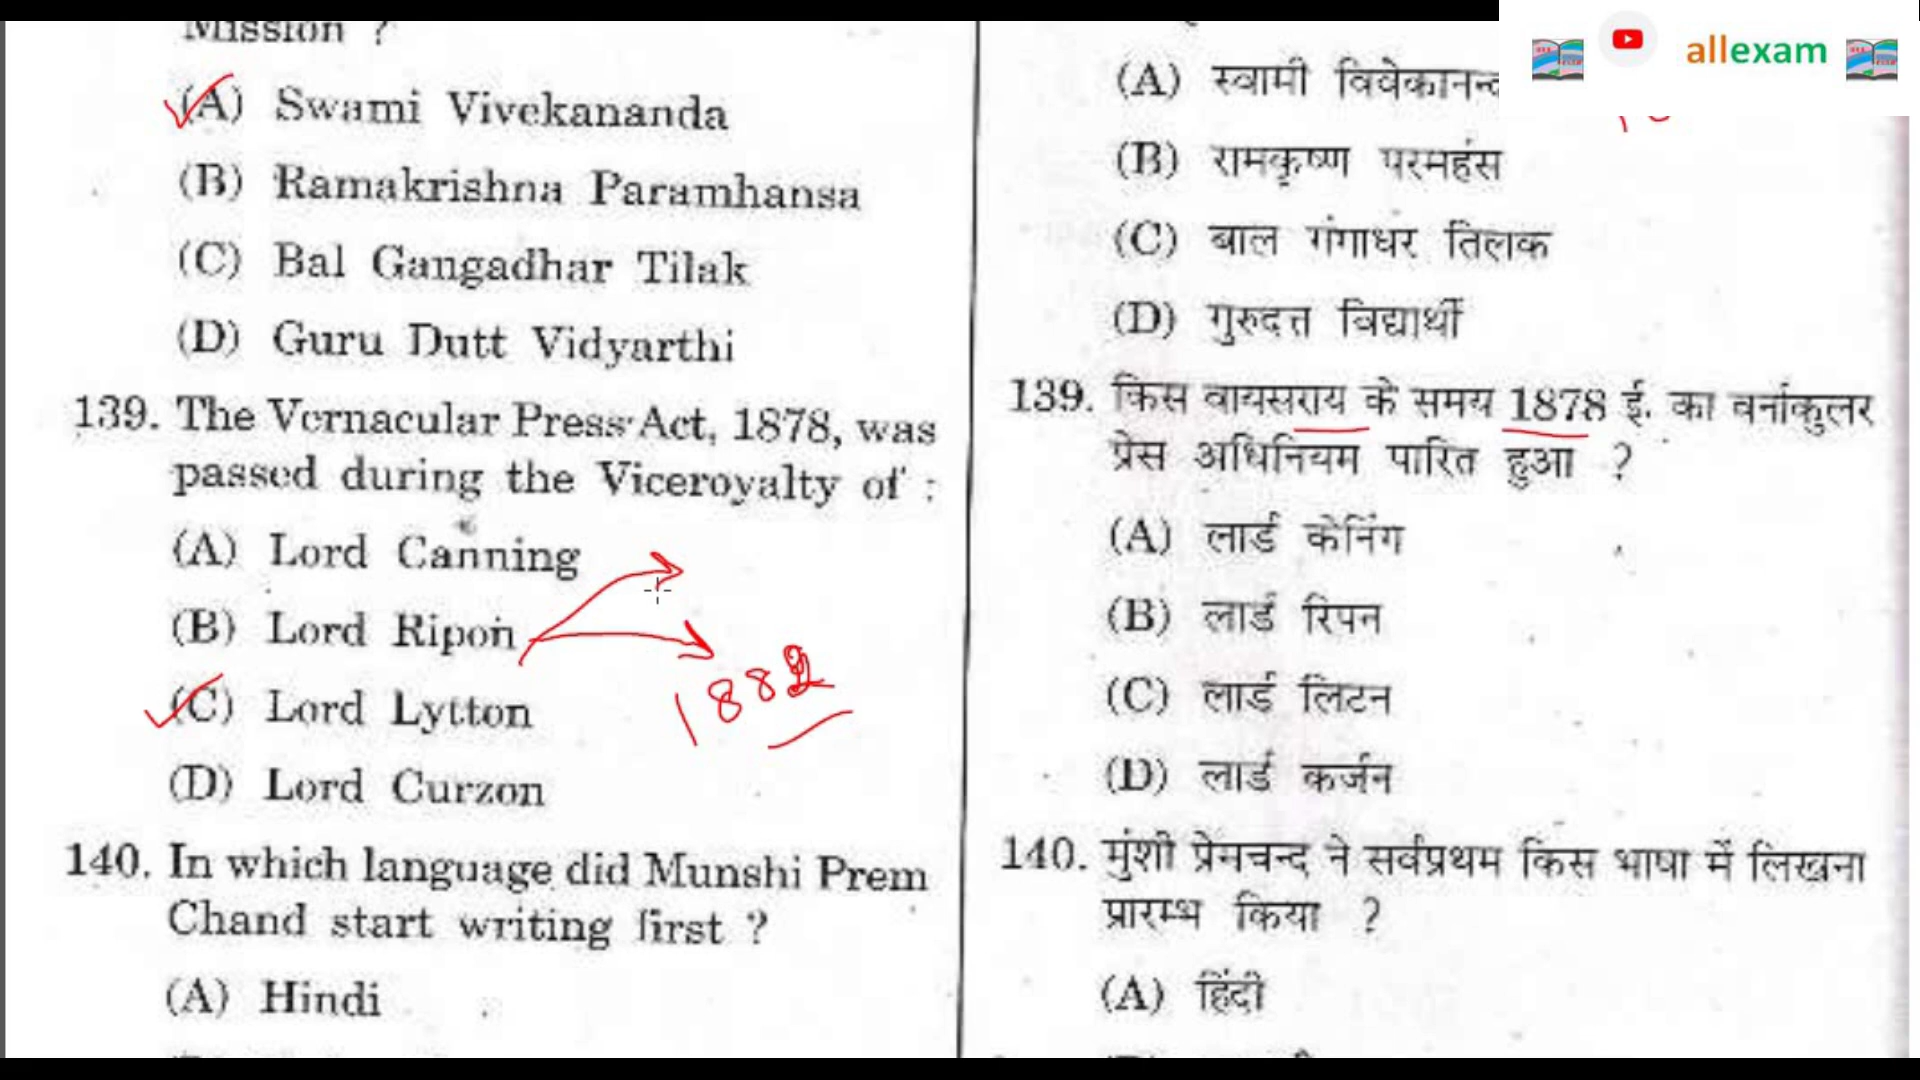 Mission ?
(A) Swami Vivekananda
(B) Ramakrishna Paramhansa
(C) Bal Gangadhar Tilak
(D) Guru Dutt Vidyarthi
139. The Vernacular Press Act, 1878, was
passed during the Viceroyalty of :
(A) Lord Canning
(B) Lord Ripon
(C) Lord Lytton
1882
(D) Lord Curzon
140. In which language did Munshi Prem
Chand start writing first ?
(A) Hindi
allexam
(A) स्वामी विवेकानन्द
(B) रामकृष्ण परमहंस
(C) बाल गंगाधर तिलक
(D) गुरुदत्त विद्यार्थी
139. किस वायसराय के समय 1878 ई. का वर्नाकुलर
प्रेस अधिनियम पारित हुआ ?
(A) लार्ड केनिंग
(B) लार्ड रिपन
(C) लार्ड लिटन
(D) लार्ड कर्जन
140. मुंशी प्रेमचन्द ने सर्वप्रथम किस भाषा में लिखना
प्रारम्भ किया ?
(A) हिंदी